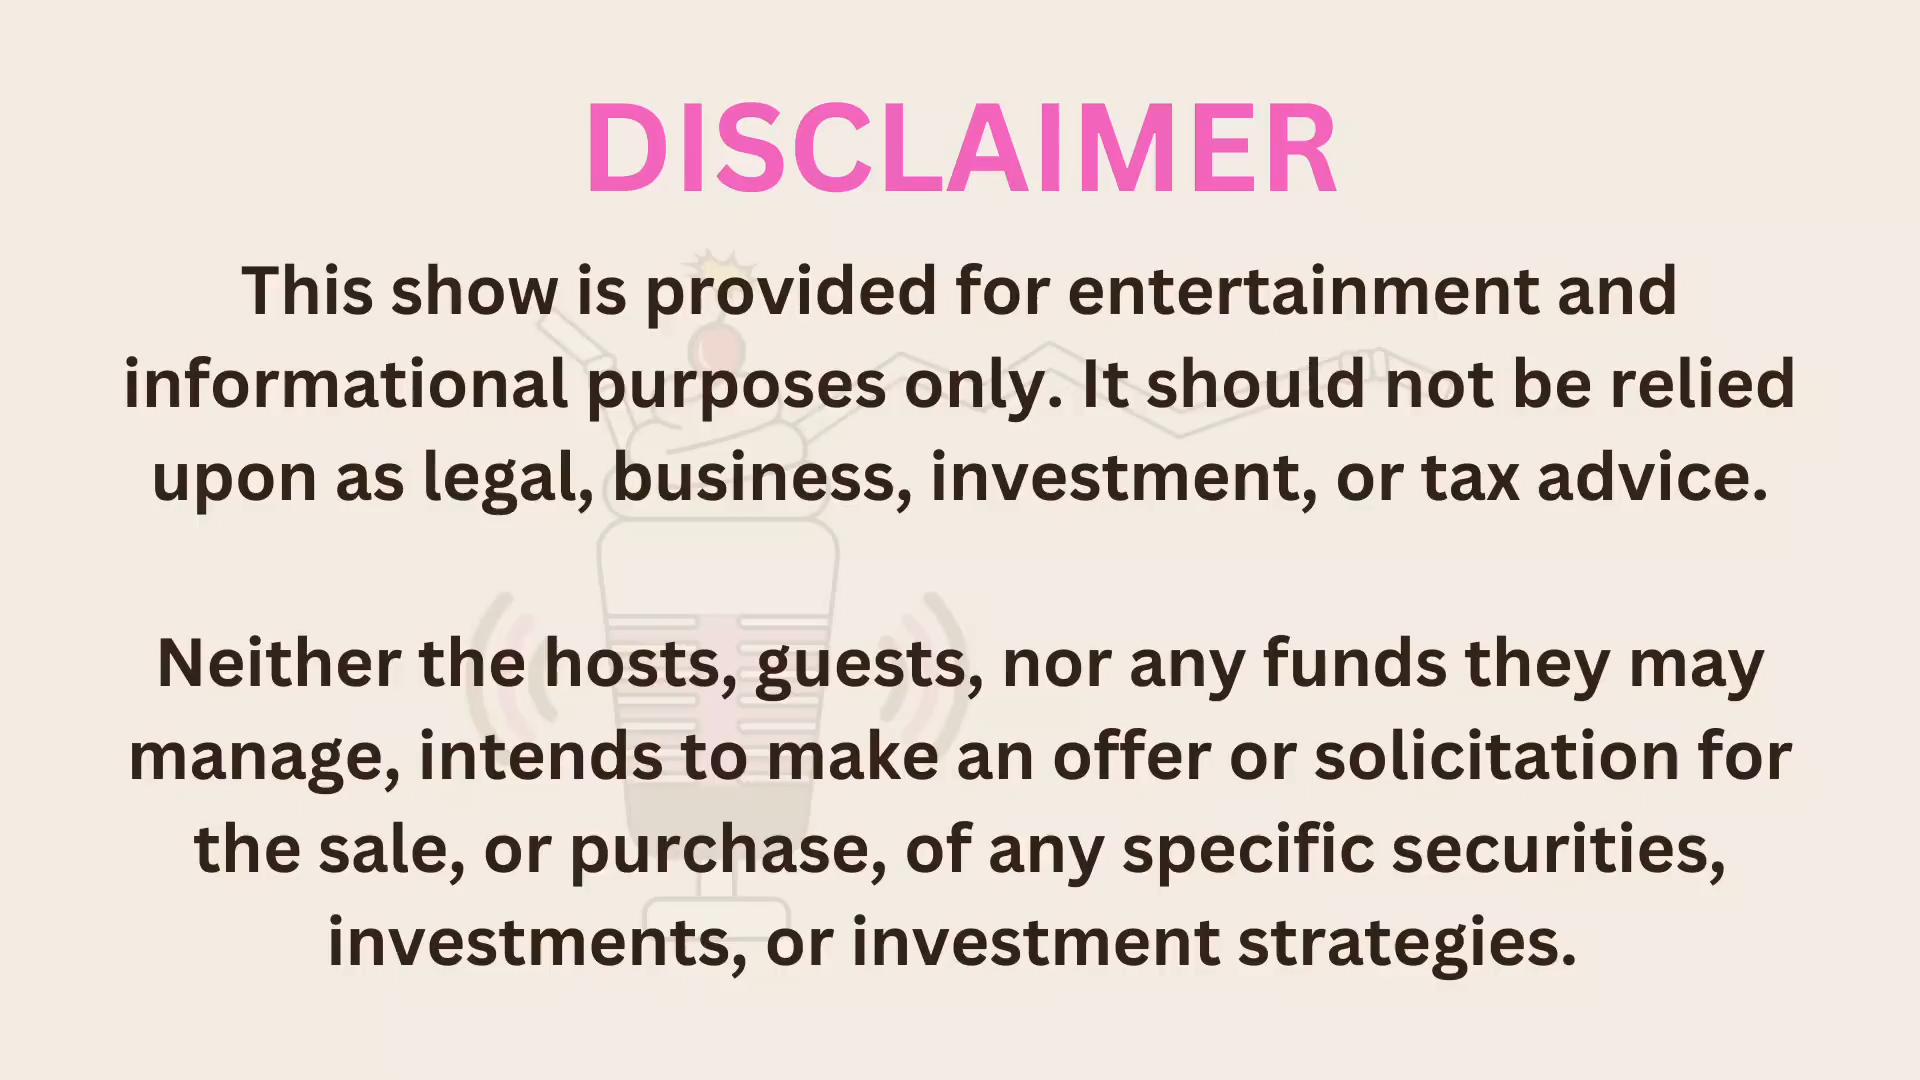 DISCLAIMER
This show is provided for entertainment and
informational purposes only. It should not be relied
upon as legal, business, investment, or tax advice.
Neither the hosts, guests, nor any funds they may
manage, intends to make an offer or solicitation for
the sale, or purchase, of any specific securities,
investments, or investment strategies.